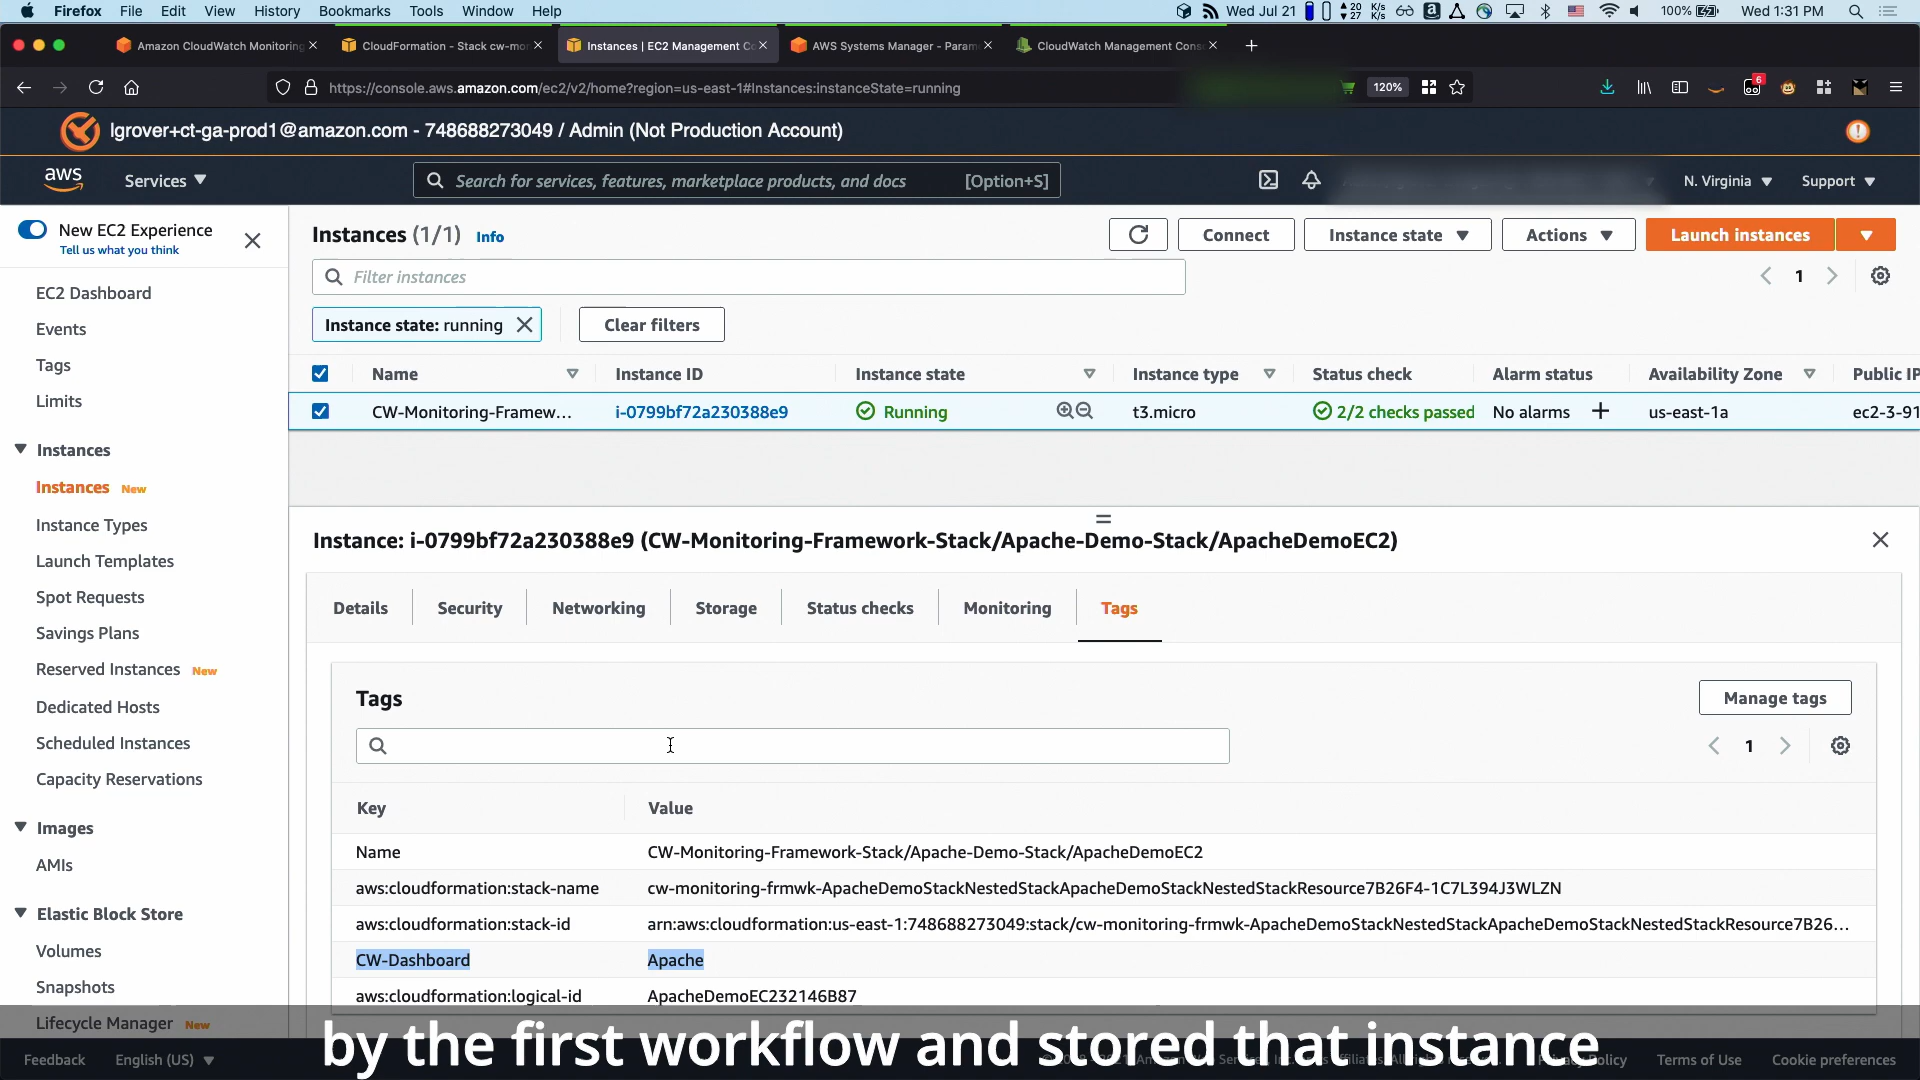 Firefox File Edit View History Bookmarks Tools Window Help
Wed Jul 21 20 27 K/s K/s 100% Wed 1:31 PM
Amazon CloudWatch Monitoring CloudFormation - Stack cw-mon Instances | EC2 Management Co AWS Systems Manager - Param CloudWatch Management Cons
https://console.aws.amazon.com/ec2/v2/home?region=us-east-1#Instances:instanceState=running 120% 6
lgrover+ct-ga-prod1@amazon.com - 748688273049 / Admin (Not Production Account)
aws Services Search for services, features, marketplace products, and docs [Option+S] N. Virginia Support
New EC2 Experience
Tell us what you think
EC2 Dashboard
Events
Tags
Limits
Instances
Instances New
Instance Types
Launch Templates
Spot Requests
Savings Plans
Reserved Instances New
Dedicated Hosts
Scheduled Instances
Capacity Reservations
Images
AMIs
Elastic Block Store
Volumes
Snapshots
Lifecycle Manager New
Instances (1/1) Info Connect Instance state Actions Launch instances
Filter instances 1
Instance state: running Clear filters
Name Instance ID Instance state Instance type Status check Alarm status Availability Zone Public IP
CW-Monitoring-Framew... i-0799bf72a230388e9 Running t3.micro 2/2 checks passed No alarms us-east-1a ec2-3-91
Instance: i-0799bf72a230388e9 (CW-Monitoring-Framework-Stack/Apache-Demo-Stack/ApacheDemoEC2)
Details Security Networking Storage Status checks Monitoring Tags
Tags Manage tags
1
Key Value
Name CW-Monitoring-Framework-Stack/Apache-Demo-Stack/ApacheDemoEC2
aws:cloudformation:stack-name cw-monitoring-frmwk-ApacheDemoStackNestedStackApacheDemoStackNestedStackResource7B26F4-1C7L394J3WLZN
aws:cloudformation:stack-id arn:aws:cloudformation:us-east-1:748688273049:stack/cw-monitoring-frmwk-ApacheDemoStackNestedStackApacheDemoStackNestedStackResource7B26...
CW-Dashboard Apache
aws:cloudformation:logical-id ApacheDemoEC232146B87
by the first workflow and stored that instance
Feedback English (US) Terms of Use Cookie preferences